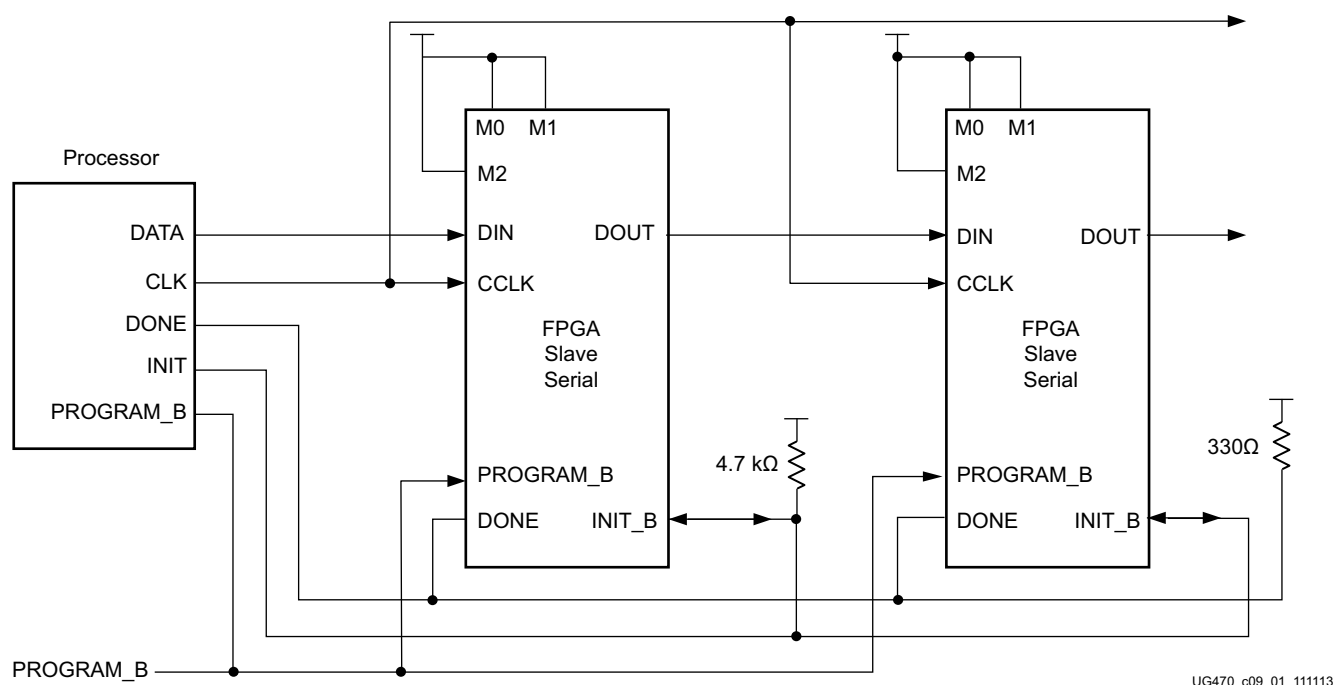 Processor
DATA
CLK
DONE
INIT
PROGRAM_B
M0 M1
M2
DIN DOUT
CCLK
FPGA
Slave
Serial
PROGRAM_B
DONE INIT_B
4.7 kΩ
M0 M1
M2
DIN DOUT
CCLK
FPGA
Slave
Serial
PROGRAM_B
DONE INIT_B
330Ω
PROGRAM_B
UG470_c09_01_111113